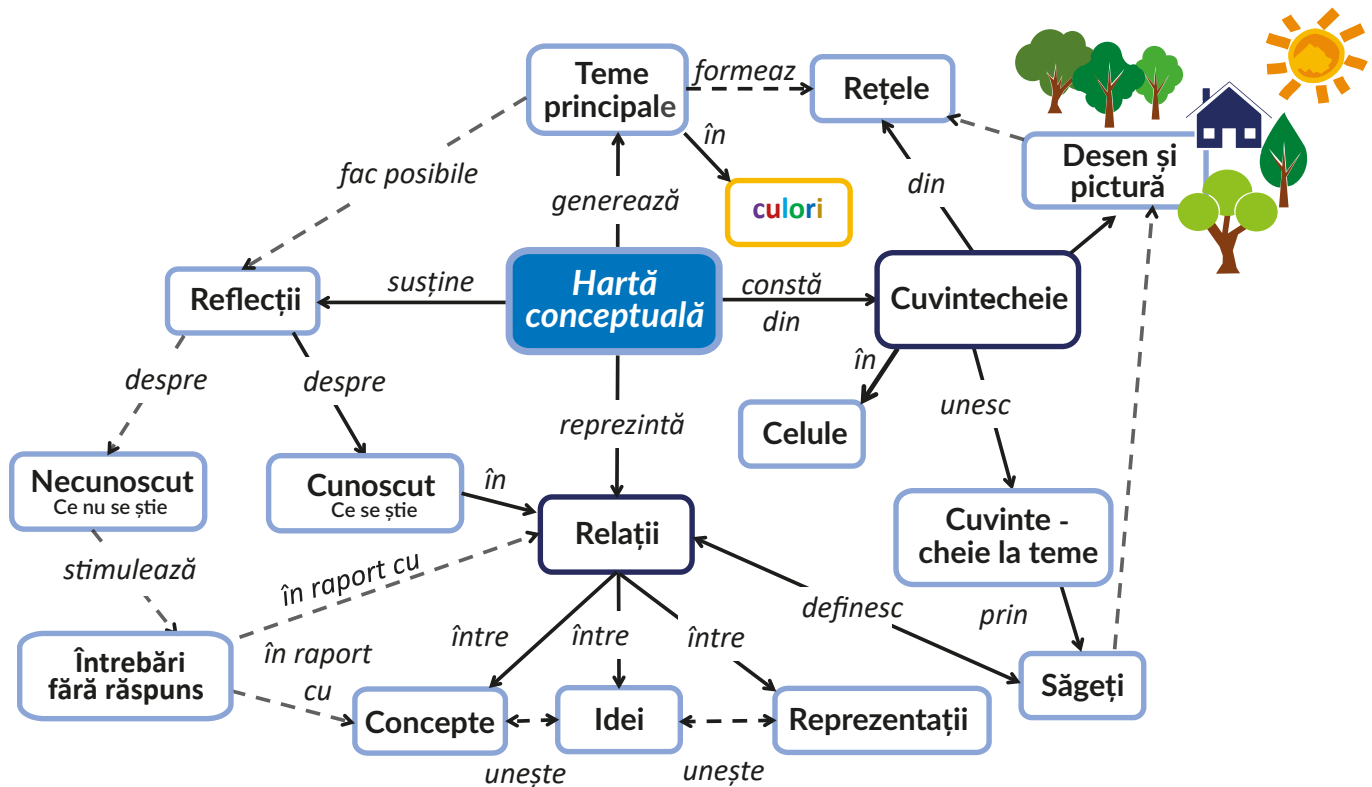 Teme
principale
formeaz
Rețele
în
culori
fac posibile
generează
din
Desen și
pictură
Reflecții
susține
Hartă
conceptuală
constă
din
Cuvintecheie
despre
despre
reprezintă
în
Celule
unesc
Necunoscut
Ce nu se știe
Cunoscut
Ce se știe
în
Relații
Cuvinte -
cheie la teme
stimulează
în raport cu
definesc
prin
Întrebări
fără răspuns
în raport
cu
între
între
între
Săgeți
Concepte
Idei
Reprezentații
unește
unește